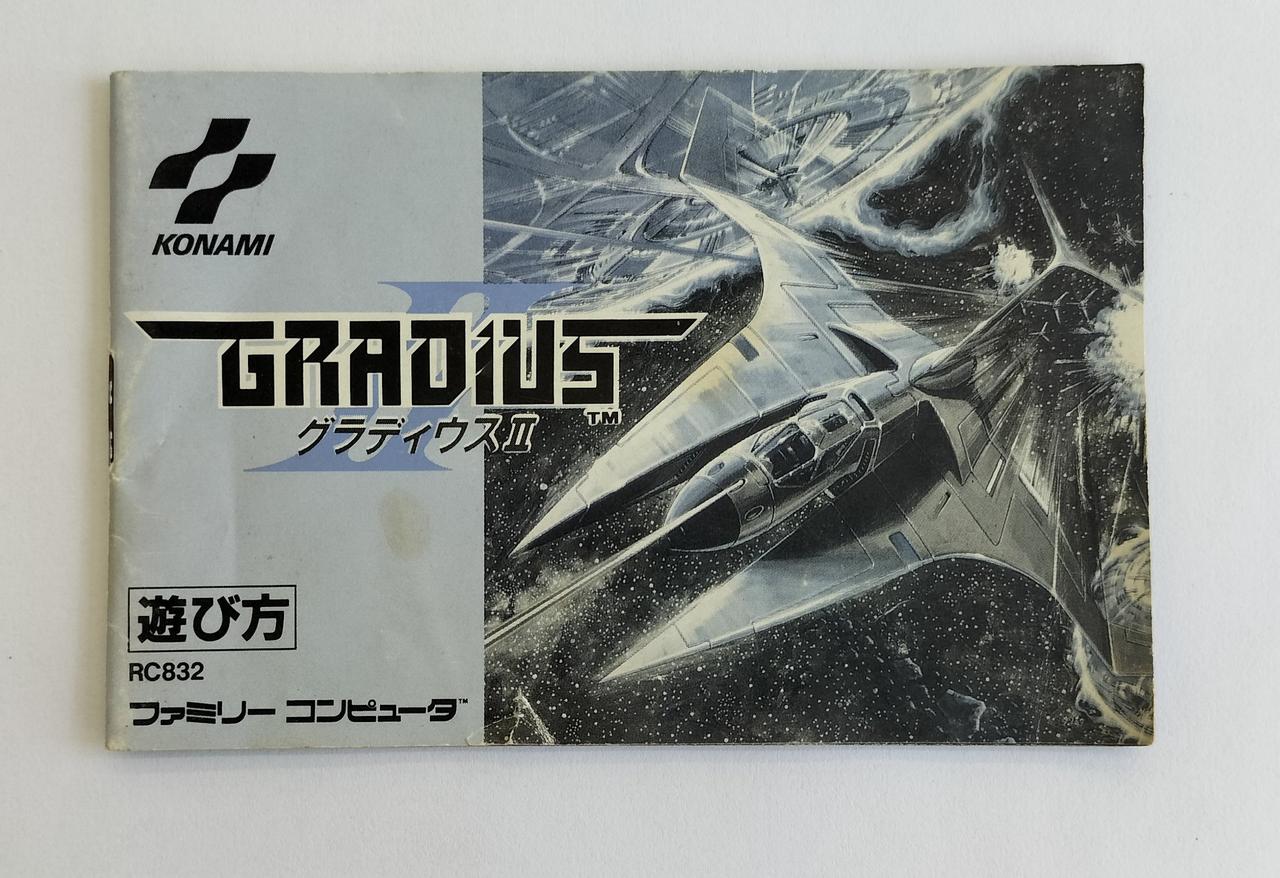 KONAMI
II
GRADIUS
TM
グラディウスII
遊び方
RC832
ファミリー コンピュータ™